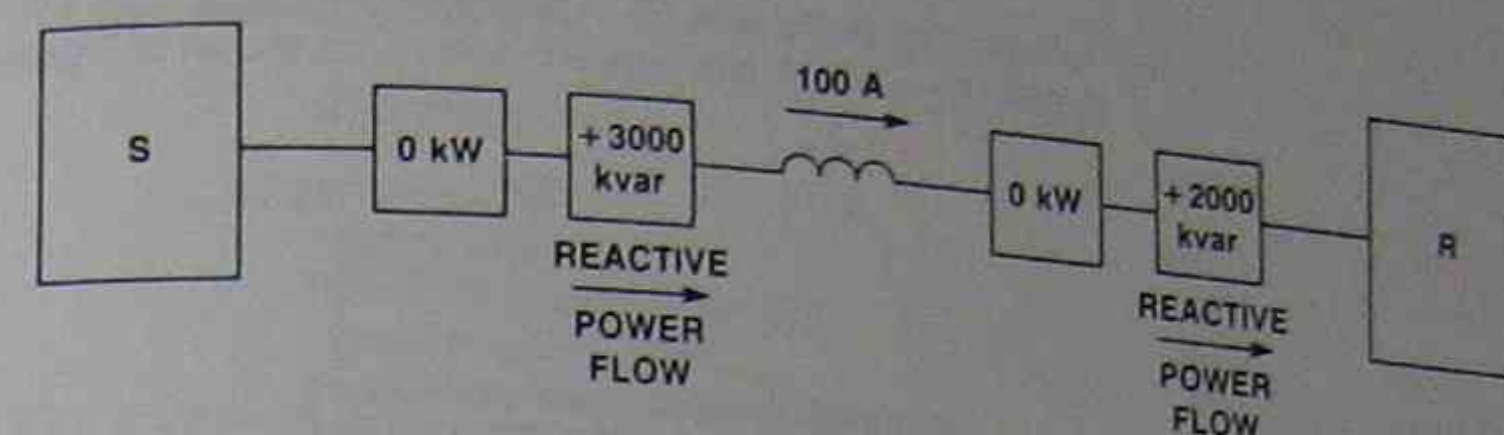 S
0 kW
+ 3000
kvar
REACTIVE
POWER
FLOW
100 A
0 kW
+ 2000
kvar
REACTIVE
POWER
FLOW
R